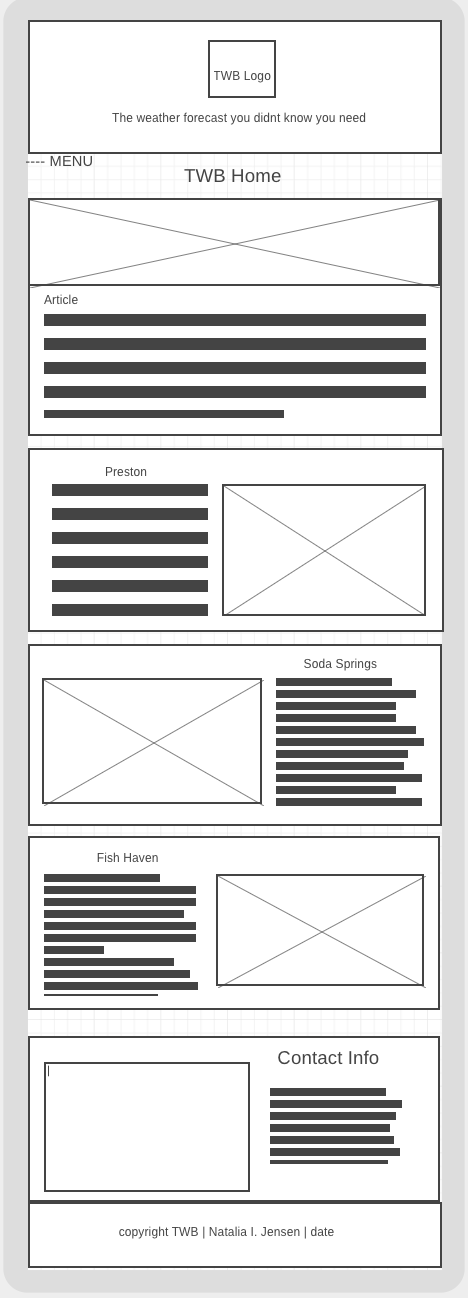 TWB Logo
The weather forecast you didnt know you need
---- MENU
TWB Home
Article
Preston
Soda Springs
Fish Haven
Contact Info
copyright TWB | Natalia I. Jensen | date